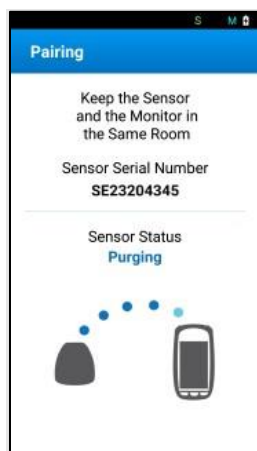 S M
Pairing
Keep the Sensor
and the Monitor in
the Same Room
Sensor Serial Number
SE23204345
Sensor Status
Purging